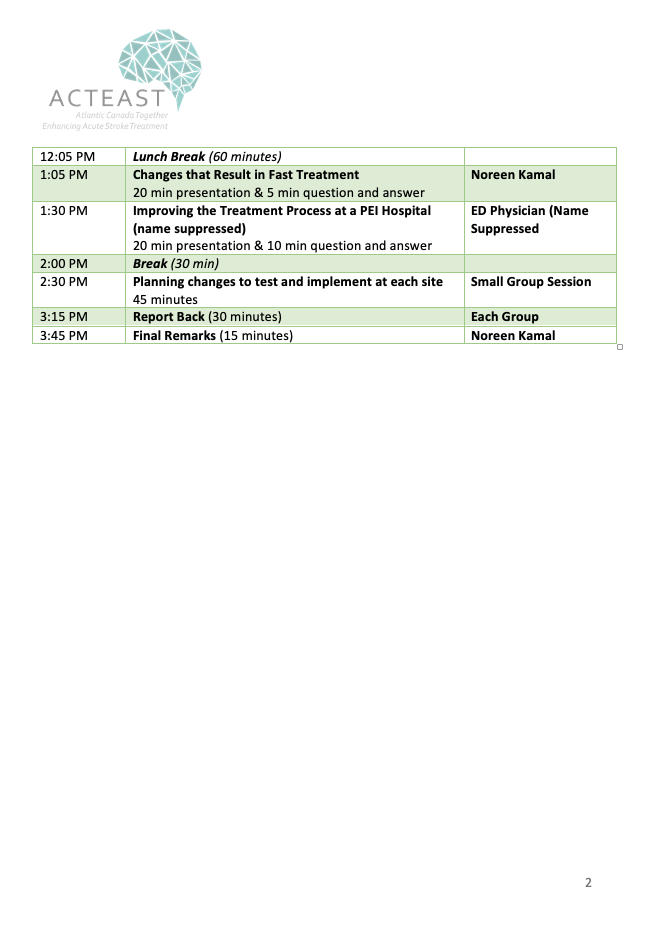 ACTEAST
Atlantic Canada Together
Enhancing Acute Stroke Treatment
12:05 PM Lunch Break (60 minutes)
1:05 PM Changes that Result in Fast Treatment Noreen Kamal
20 min presentation & 5 min question and answer
1:30 PM Improving the Treatment Process at a PEI Hospital ED Physician (Name
(name suppressed) Suppressed
20 min presentation & 10 min question and answer
2:00 PM Break (30 min)
2:30 PM Planning changes to test and implement at each site Small Group Session
45 minutes
3:15 PM Report Back (30 minutes) Each Group
3:45 PM Final Remarks (15 minutes) Noreen Kamal
2